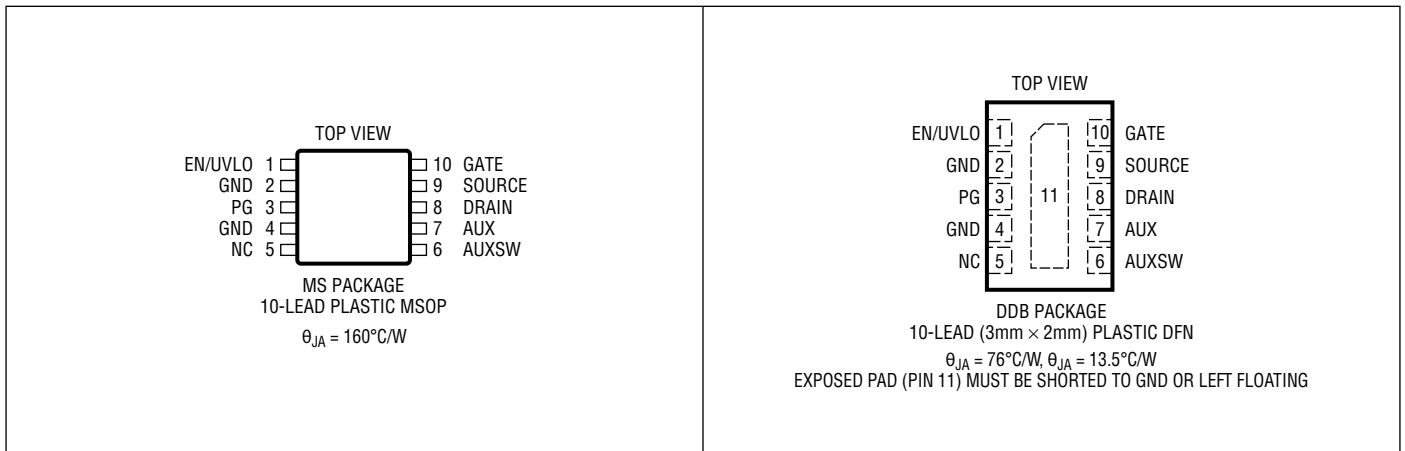 TOP VIEW
EN/UVLO 1 10 GATE
GND 2 9 SOURCE
PG 3 8 DRAIN
GND 4 7 AUX
NC 5 6 AUXSW
MS PACKAGE
10-LEAD PLASTIC MSOP
θJA = 160°C/W
TOP VIEW
EN/UVLO 1 10 GATE
GND 2 9 SOURCE
PG 3 11 8 DRAIN
GND 4 7 AUX
NC 5 6 AUXSW
DDB PACKAGE
10-LEAD (3mm × 2mm) PLASTIC DFN
θJA = 76°C/W, θJA = 13.5°C/W
EXPOSED PAD (PIN 11) MUST BE SHORTED TO GND OR LEFT FLOATING